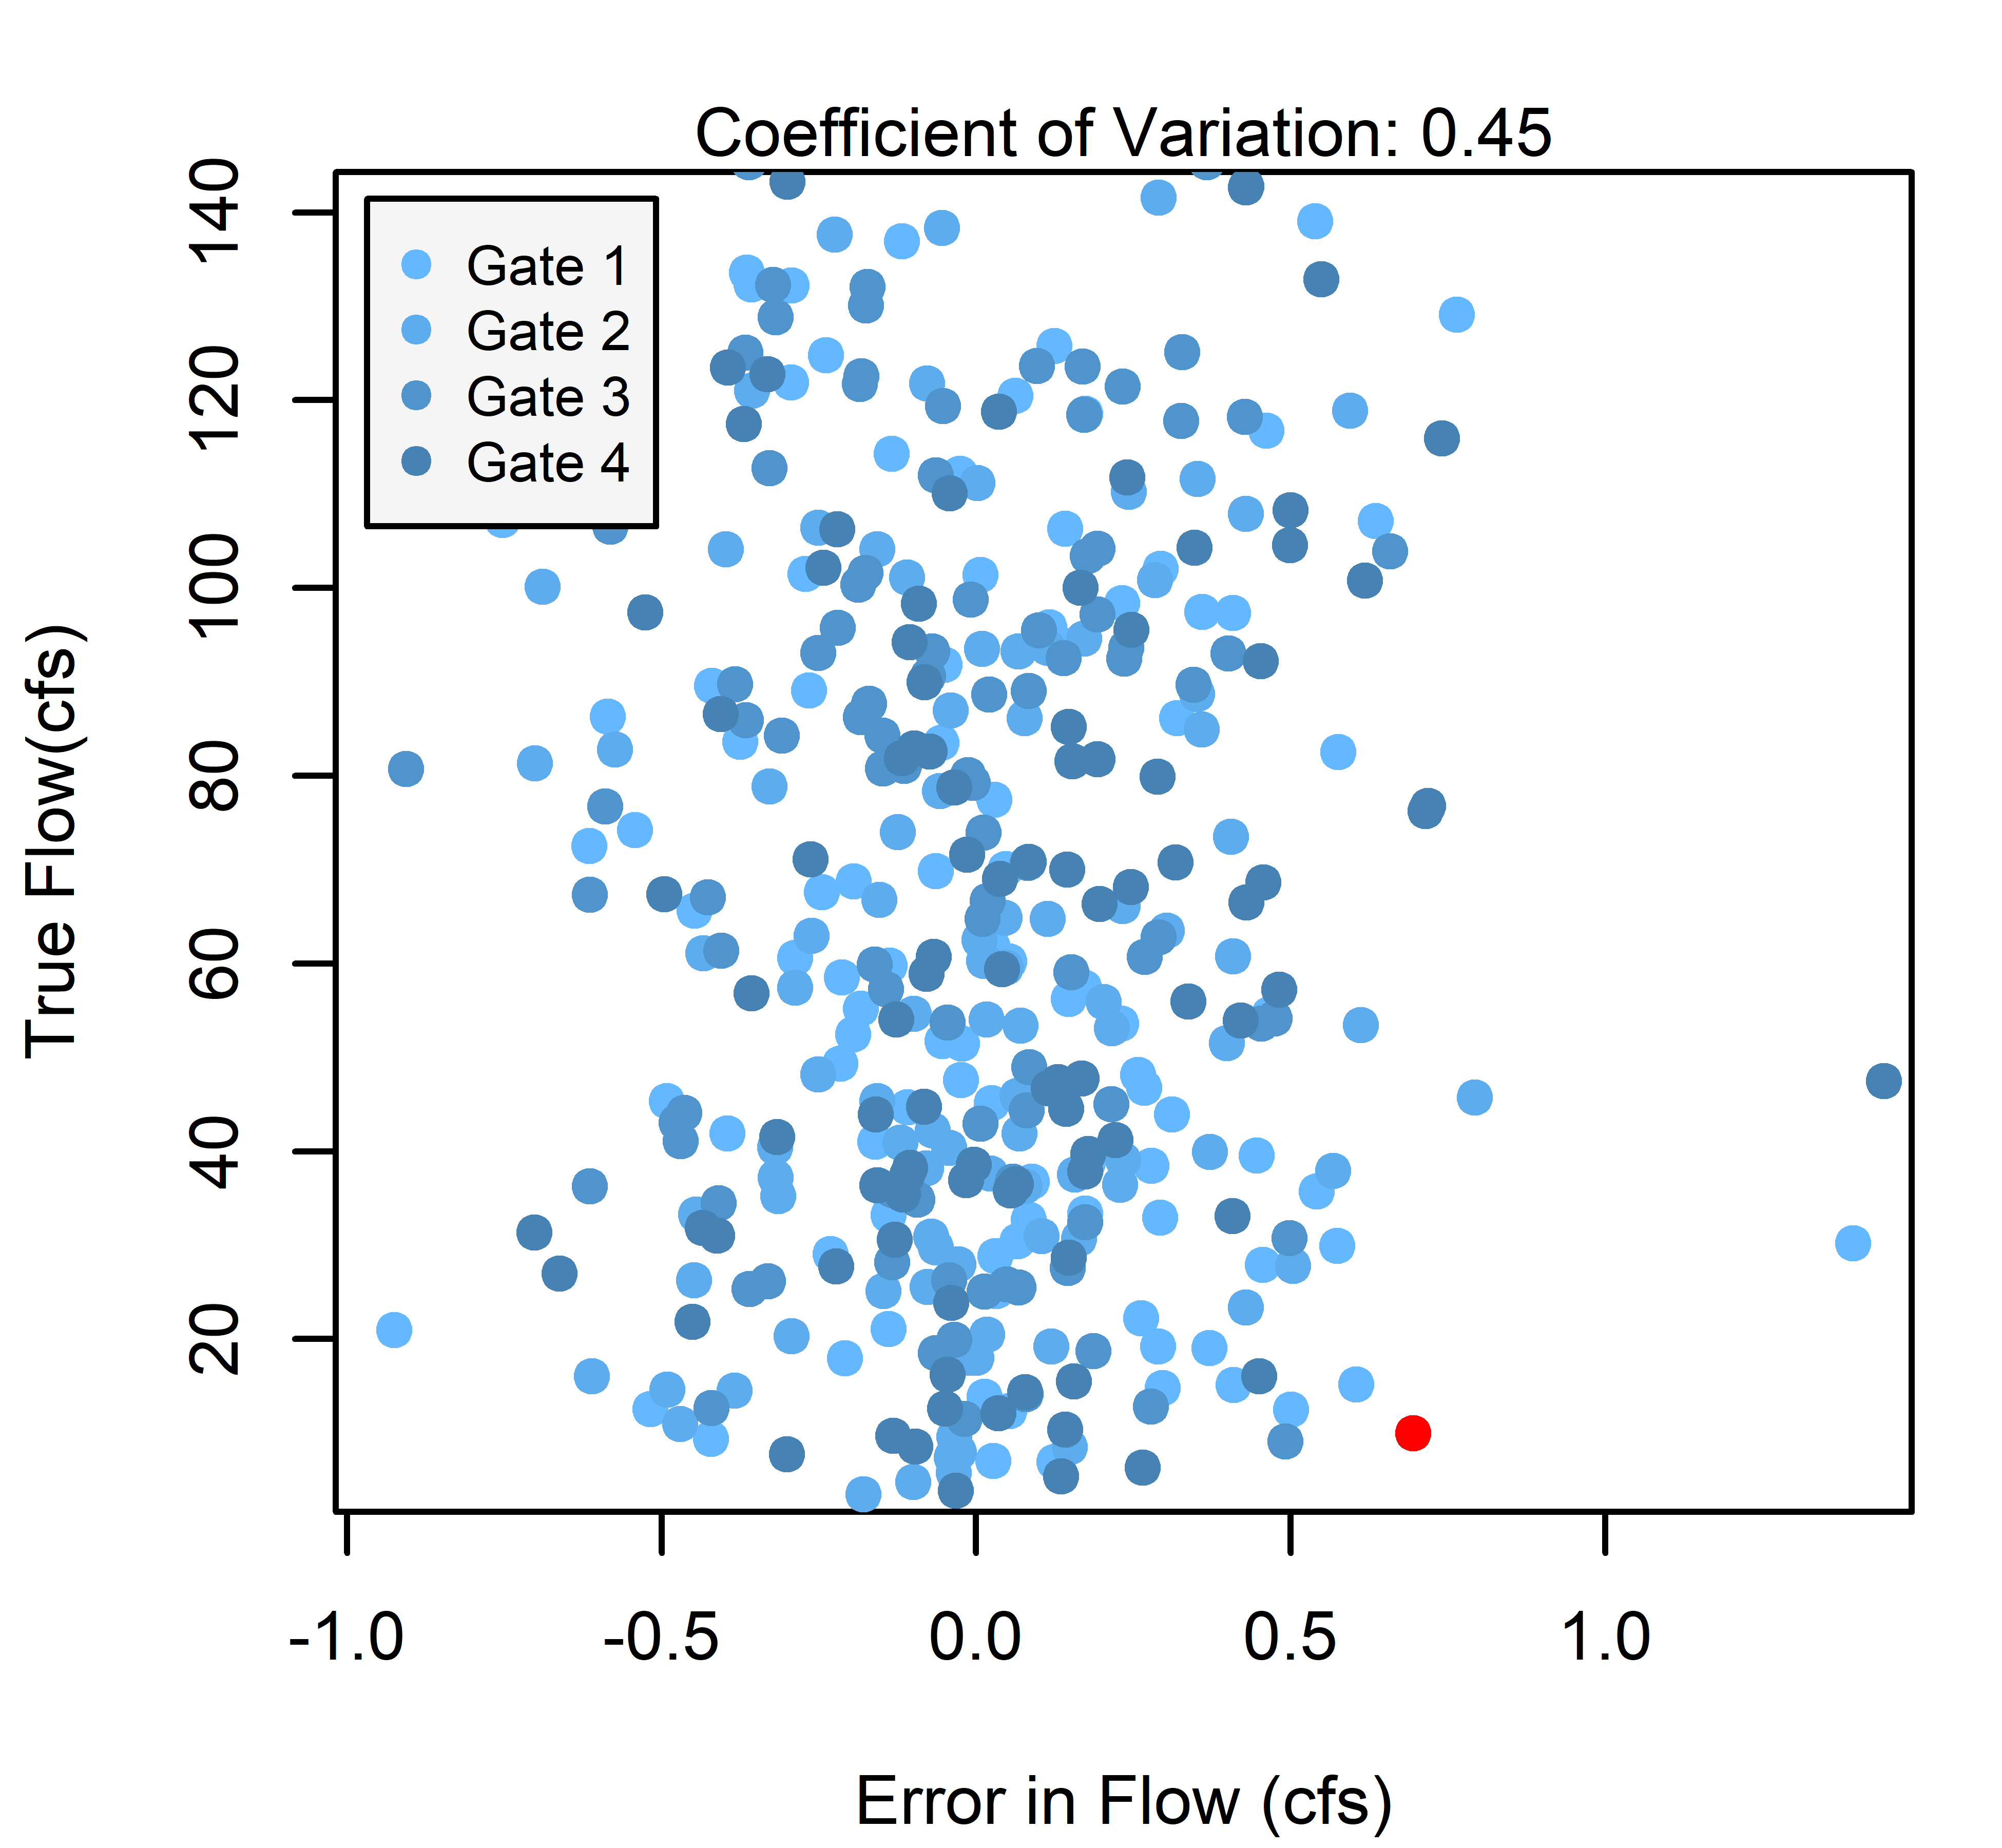 Coefficient of Variation: 0.45
Gate 1
Gate 2
Gate 3
Gate 4
True Flow(cfs)
140
120
100
80
60
40
20
-1.0 -0.5 0.0 0.5 1.0
Error in Flow (cfs)